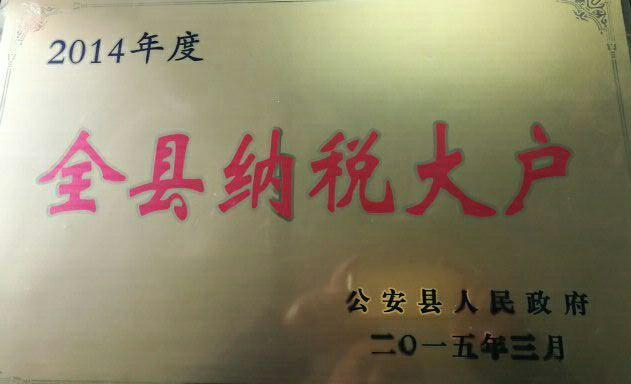 2014年度
全县纳税大户
公安县人民政府
二〇一五年三月